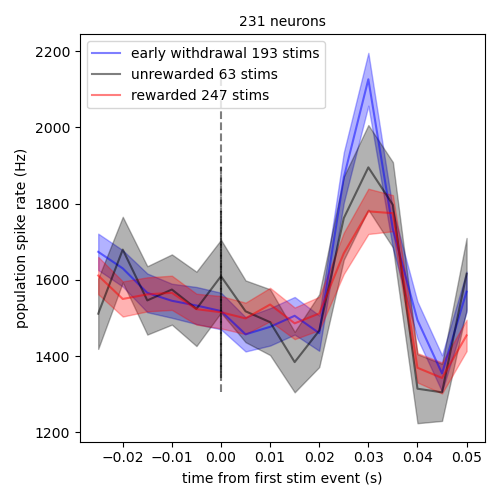 231 neurons
early withdrawal 193 stims
unrewarded 63 stims
rewarded 247 stims
population spike rate (Hz)
2200
2000
1800
1600
1400
1200
−0.02 −0.01 0.00 0.01 0.02 0.03 0.04 0.05
time from first stim event (s)